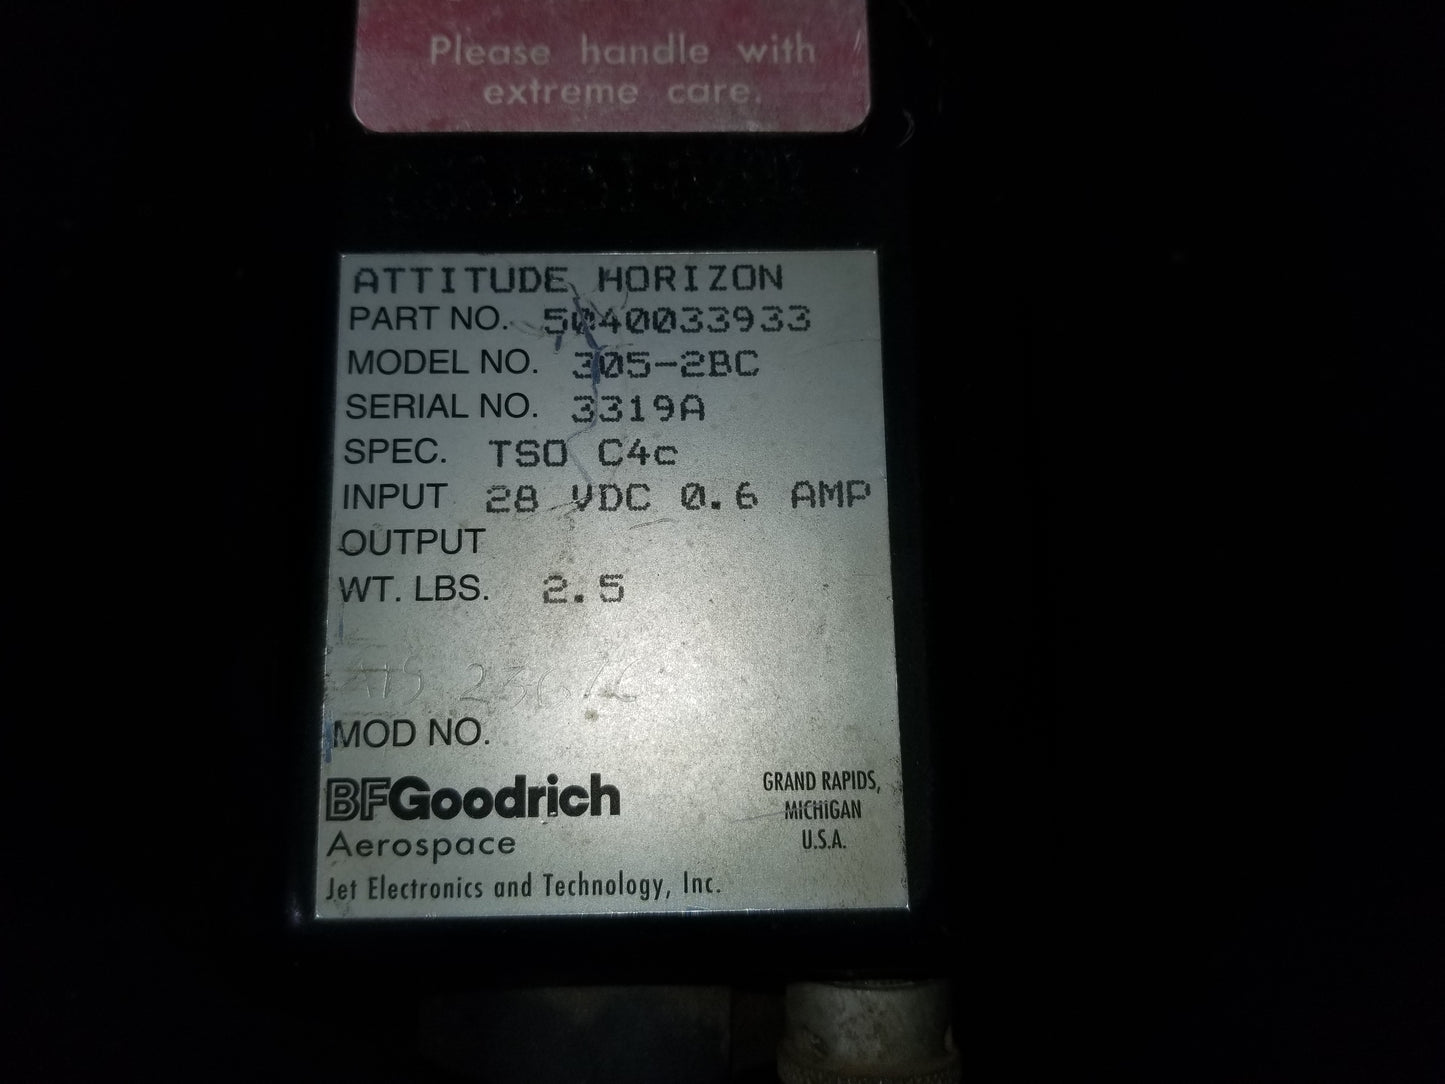 Please handle with
extreme care.
ATTITUDE HORIZON
PART NO. 5040033933
MODEL NO. 305-2BC
SERIAL NO. 3319A
SPEC. TSO C4c
INPUT 28 VDC 0.6 AMP
OUTPUT
WT. LBS. 2.5
MOD NO.
BFGoodrich
Aerospace
Jet Electronics and Technology, Inc.
GRAND RAPIDS,
MICHIGAN
U.S.A.